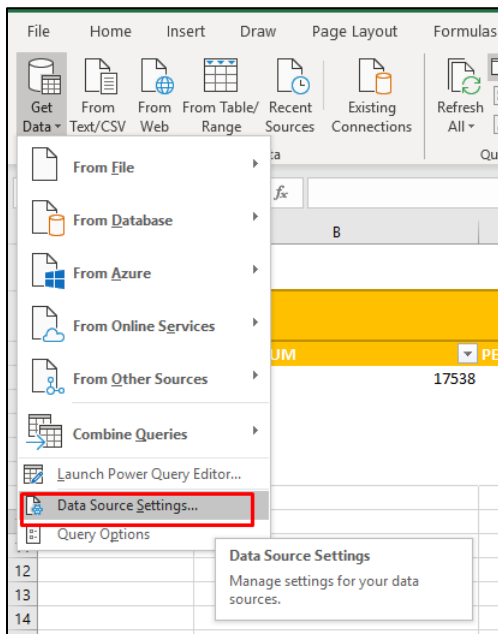 File Home Insert Draw Page Layout Formulas
Get Data
From Text/CSV
From Web
From Table/ Range
Recent Sources
Existing Connections
Refresh All
From File
From Database
From Azure
From Online Services
From Other Sources
Combine Queries
Launch Power Query Editor...
Data Source Settings...
Query Options
Data Source Settings
Manage settings for your data
sources.
fx
B
UM
PE
17538
12
13
14